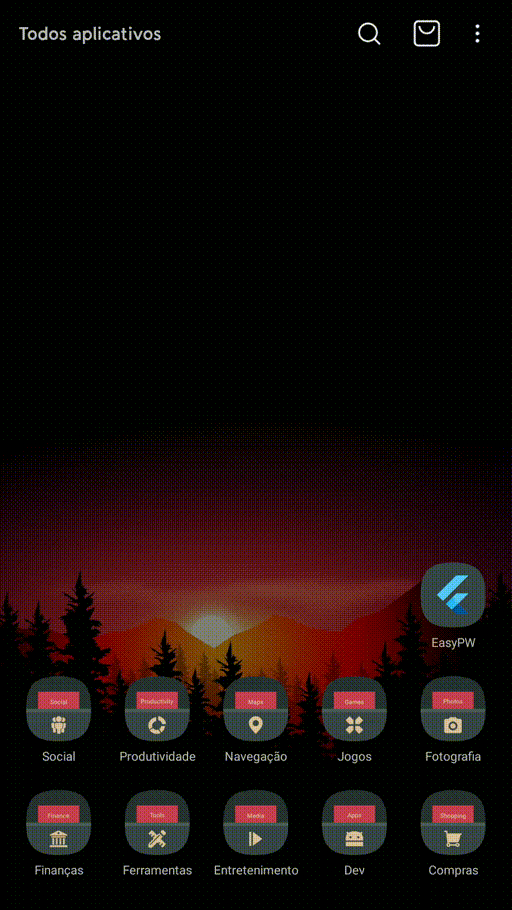 Todos aplicativos
EasyPW
Social
Productivity
Maps
Games
Photos
Social
Produtividade
Navegação
Jogos
Fotografia
Finance
Tools
Media
Apps
Shopping
Finanças
Ferramentas
Entretenimento
Dev
Compras